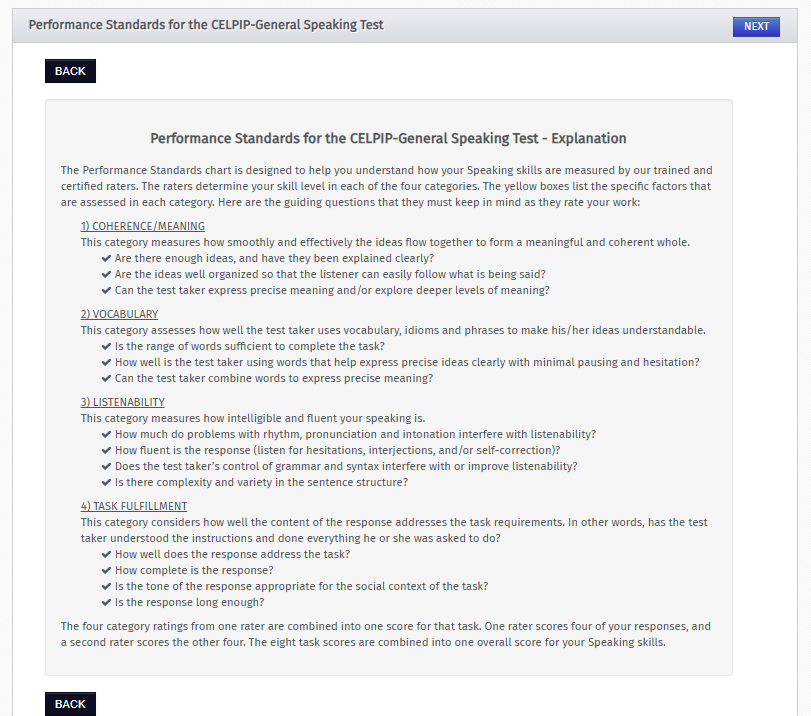 Performance Standards for the CELPIP-General Speaking Test
NEXT
BACK
Performance Standards for the CELPIP-General Speaking Test - Explanation
The Performance Standards chart is designed to help you understand how your Speaking skills are measured by our trained and
certified raters. The raters determine your skill level in each of the four categories. The yellow boxes list the specific factors that
are assessed in each category. Here are the guiding questions that they must keep in mind as they rate your work:
1) COHERENCE/MEANING
This category measures how smoothly and effectively the ideas flow together to form a meaningful and coherent whole.
✔ Are there enough ideas, and have they been explained clearly?
✔ Are the ideas well organized so that the listener can easily follow what is being said?
✔ Can the test taker express precise meaning and/or explore deeper levels of meaning?
2) VOCABULARY
This category assesses how well the test taker uses vocabulary, idioms and phrases to make his/her ideas understandable.
✔ Is the range of words sufficient to complete the task?
✔ How well is the test taker using words that help express precise ideas clearly with minimal pausing and hesitation?
✔ Can the test taker combine words to express precise meaning?
3) LISTENABILITY
This category measures how intelligible and fluent your speaking is.
✔ How much do problems with rhythm, pronunciation and intonation interfere with listenability?
✔ How fluent is the response (listen for hesitations, interjections, and/or self-correction)?
✔ Does the test taker's control of grammar and syntax interfere with or improve listenability?
✔ Is there complexity and variety in the sentence structure?
4) TASK FULFILLMENT
This category considers how well the content of the response addresses the task requirements. In other words, has the test
taker understood the instructions and done everything he or she was asked to do?
✔ How well does the response address the task?
✔ How complete is the response?
✔ Is the tone of the response appropriate for the social context of the task?
✔ Is the response long enough?
The four category ratings from one rater are combined into one score for that task. One rater scores four of your responses, and
a second rater scores the other four. The eight task scores are combined into one overall score for your Speaking skills.
BACK